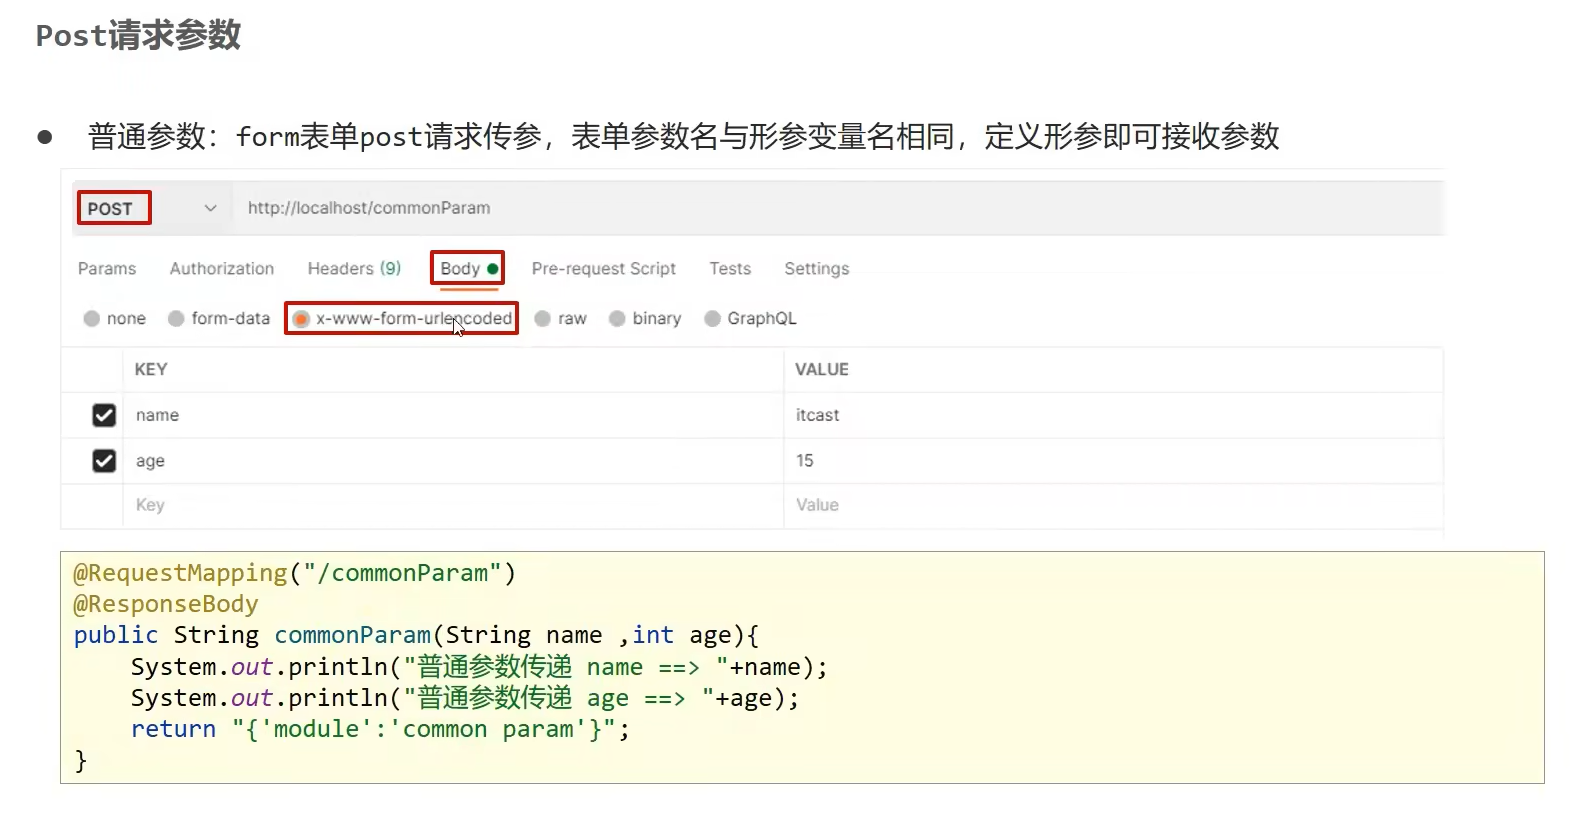 Post请求参数
● 普通参数：form表单post请求传参，表单参数名与形参变量名相同，定义形参即可接收参数
POST http://localhost/commonParam
Params Authorization Headers (9) Body Pre-request Script Tests Settings
none form-data x-www-form-urlencoded raw binary GraphQL
KEY VALUE
name itcast
age 15
Key Value
@RequestMapping("/commonParam")
@ResponseBody
public String commonParam(String name ,int age){
    System.out.println("普通参数传递 name ==> "+name);
    System.out.println("普通参数传递 age ==> "+age);
    return "{'module':'common param'}";
}